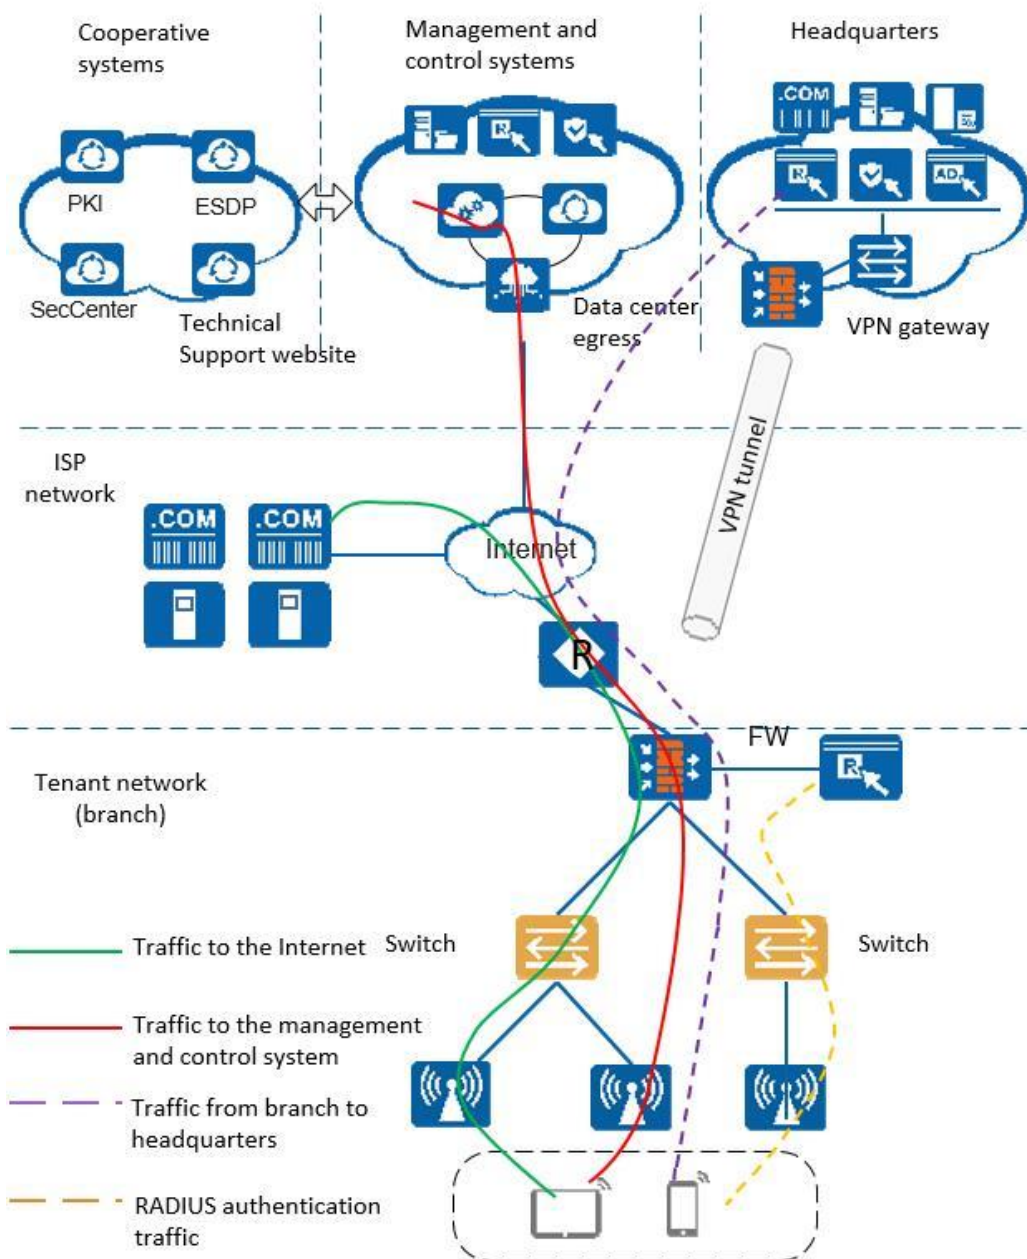 Cooperative
systems
Management and
control systems
Headquarters
.COM
R
R
AD
PKI
ESDP
SecCenter
Technical
Support website
Data center
egress
VPN gateway
VPN tunnel
ISP
network
.COM
.COM
Internet
R
FW
R
Tenant network
(branch)
Switch
Switch
Traffic to the Internet
Traffic to the management
and control system
Traffic from branch to
headquarters
RADIUS authentication
traffic